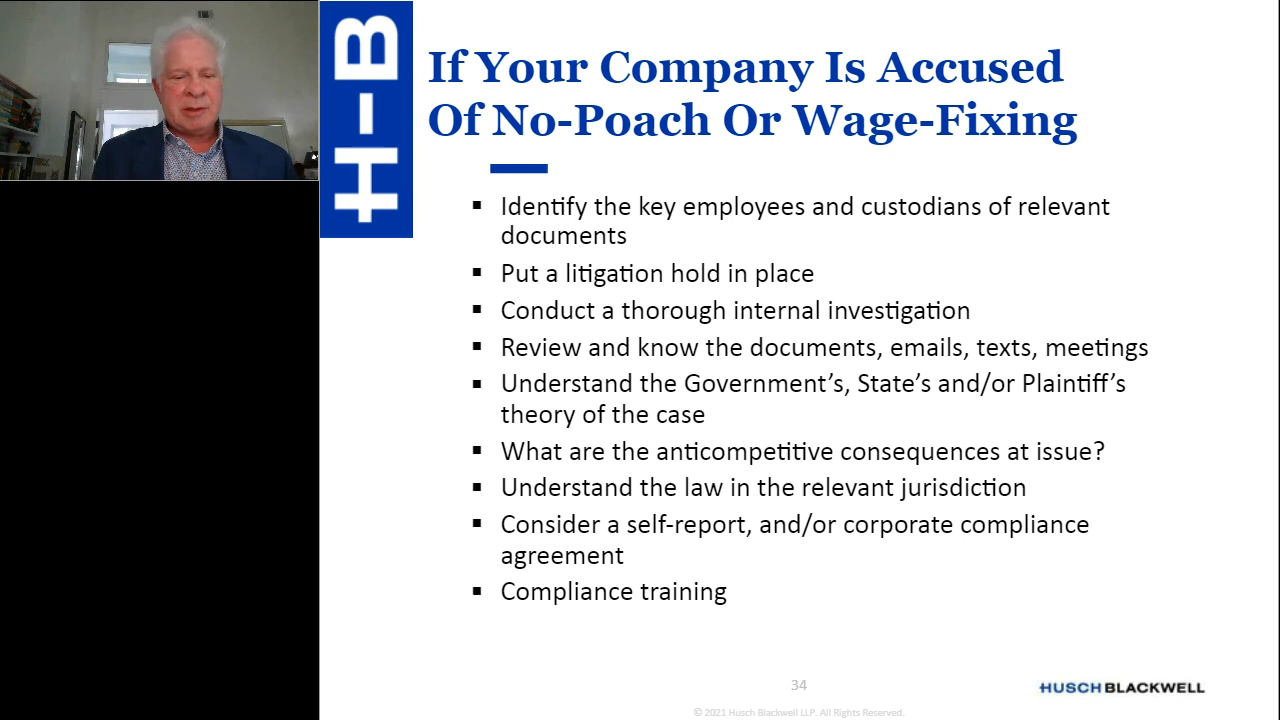 H-B
If Your Company Is Accused
Of No-Poach Or Wage-Fixing
▪ Identify the key employees and custodians of relevant
documents
▪ Put a litigation hold in place
▪ Conduct a thorough internal investigation
▪ Review and know the documents, emails, texts, meetings
▪ Understand the Government’s, State’s and/or Plaintiff’s
theory of the case
▪ What are the anticompetitive consequences at issue?
▪ Understand the law in the relevant jurisdiction
▪ Consider a self-report, and/or corporate compliance
agreement
▪ Compliance training
34
HUSCH BLACKWELL
© 2021 Husch Blackwell LLP. All Rights Reserved.